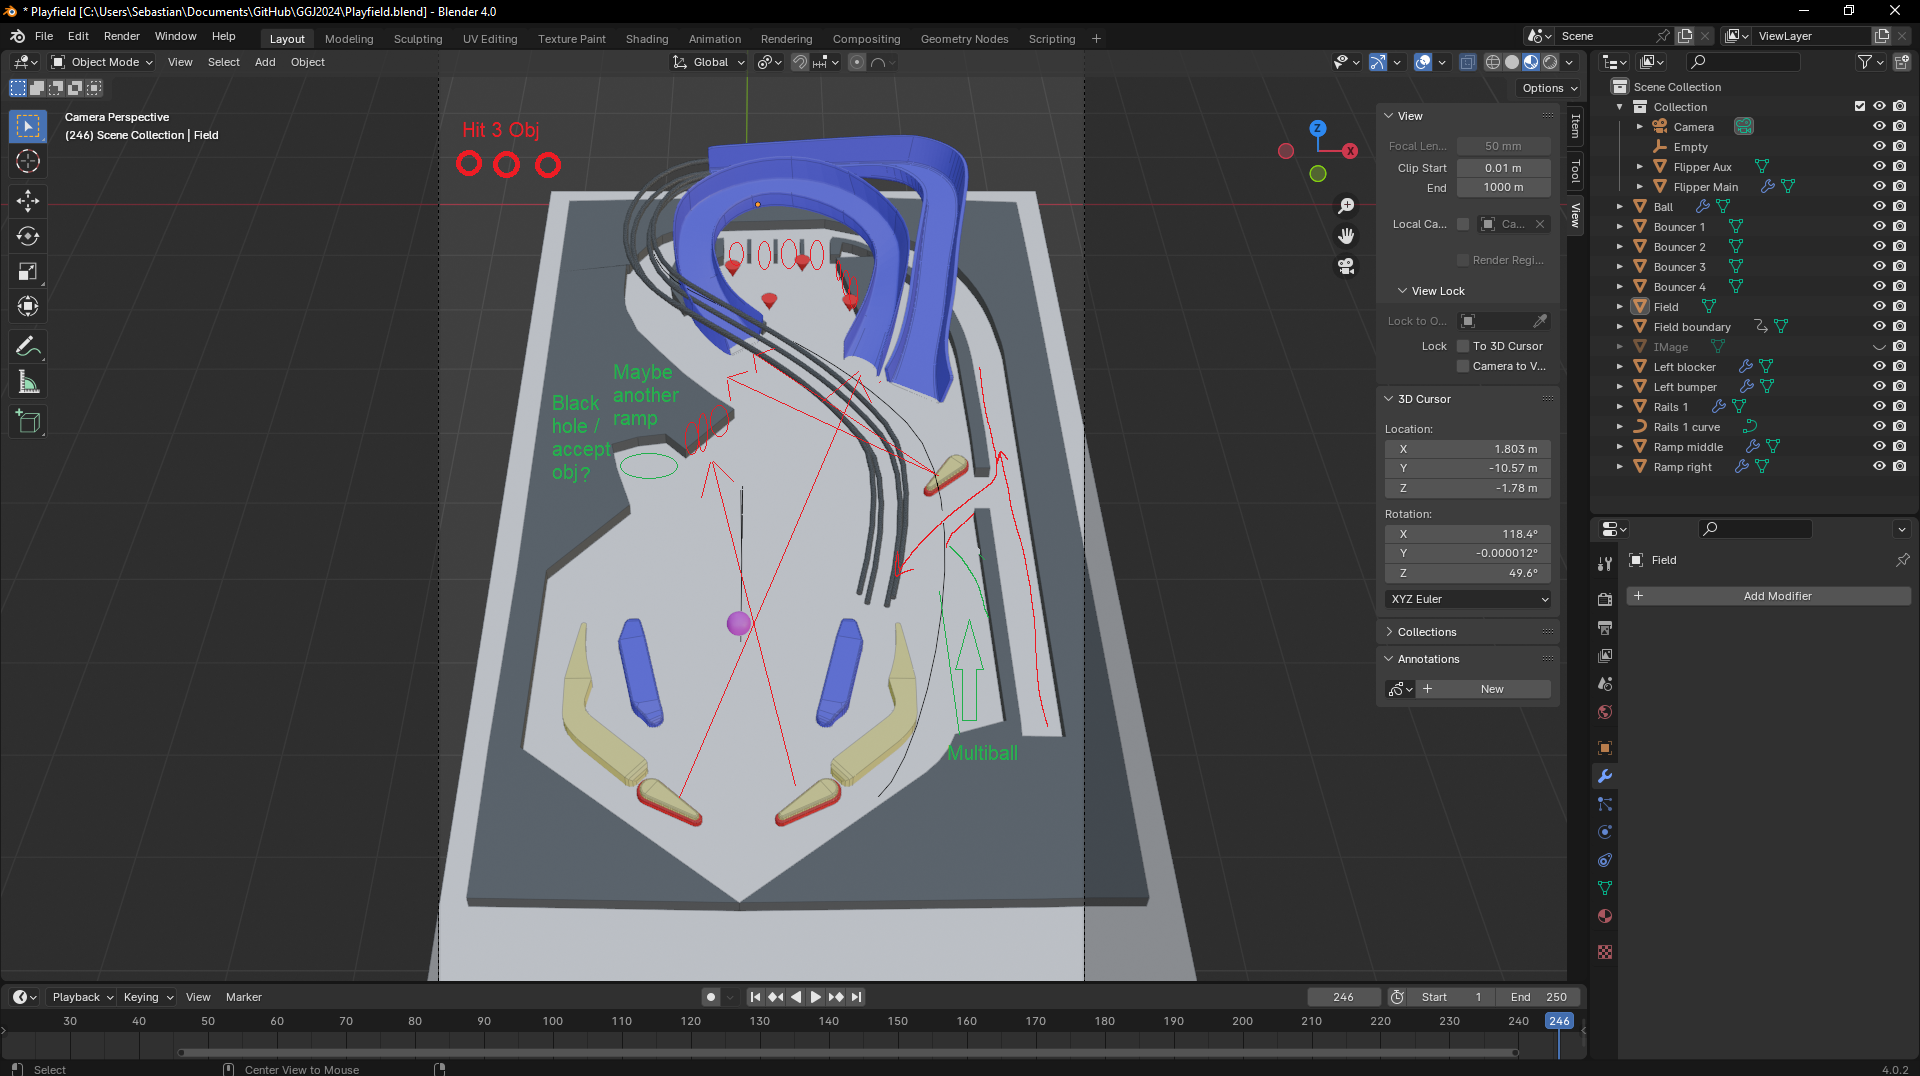 * Playfield [C:\Users\Sebastian\Documents\GitHub\GGJ2024\Playfield.blend] - Blender 4.0
File Edit Render Window Help
Layout Modeling Sculpting UV Editing Texture Paint Shading Animation Rendering Compositing Geometry Nodes Scripting +
Scene
ViewLayer
Object Mode View Select Add Object
Global
Options
Camera Perspective
(246) Scene Collection | Field
Hit 3 Obj
Maybe
another
ramp
Black
hole /
accept
obj?
Multiball
Z
X
View
Focal Len... 50 mm
Clip Start 0.01 m
End 1000 m
Local Ca... Ca...
Render Regi...
View Lock
Lock to O...
Lock To 3D Cursor
Camera to V...
3D Cursor
Location:
X 1.803 m
Y -10.57 m
Z -1.78 m
Rotation:
X 118.4°
Y -0.000012°
Z 49.6°
XYZ Euler
Collections
Annotations
New
Item
Tool
View
Scene Collection
Collection
Camera
Empty
Flipper Aux
Flipper Main
Ball
Bouncer 1
Bouncer 2
Bouncer 3
Bouncer 4
Field
Field boundary
IMage
Left blocker
Left bumper
Rails 1
Rails 1 curve
Ramp middle
Ramp right
Field
Add Modifier
Playback Keying View Marker
246 Start 1 End 250
30 40 50 60 70 80 90 100 110 120 130 140 150 160 170 180 190 200 210 220 230 240 246
Select Center View to Mouse 4.0.2